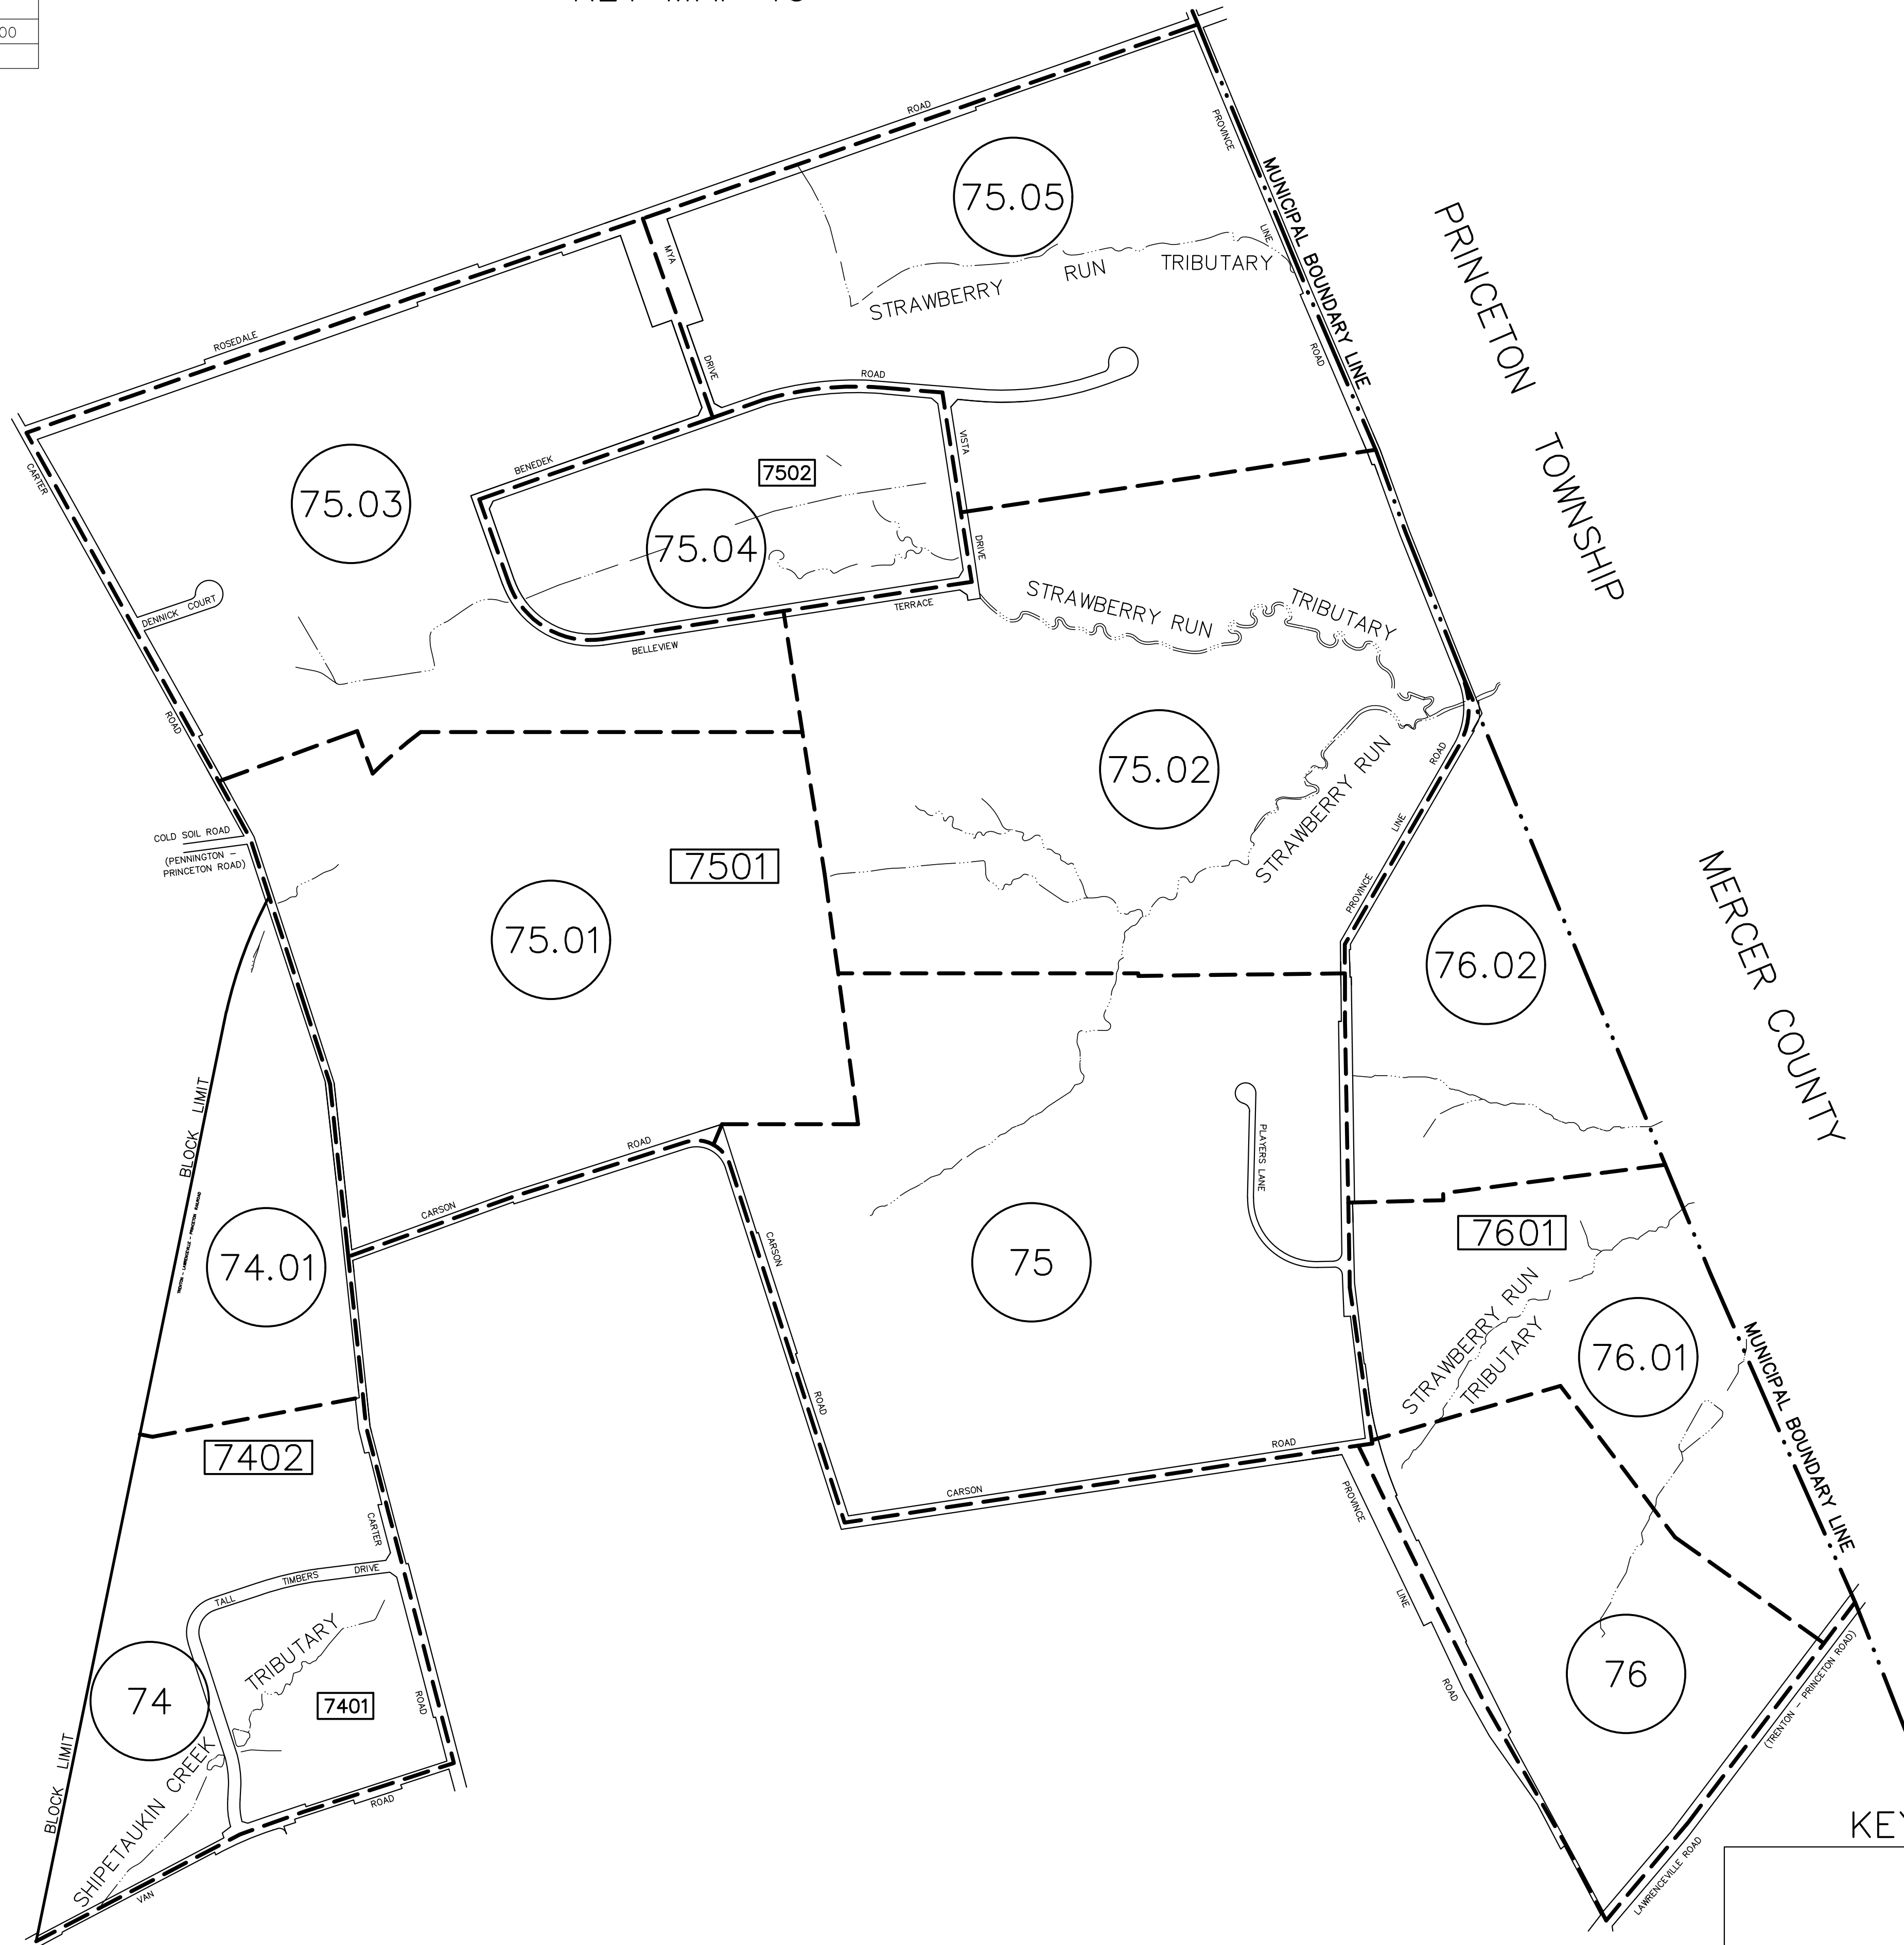 00
ROAD
PROVINCE
LINE
ROAD
MUNICIPAL BOUNDARY LINE
PRINCETON TOWNSHIP
75.05
STRAWBERRY RUN TRIBUTARY
MYA
DRIVE
ROSEDALE
CARTER
ROAD
75.03
DENNICK COURT
BENEDEK
ROAD
VISTA
DRIVE
7502
75.04
BELLEVIEW
TERRACE
STRAWBERRY RUN TRIBUTARY
75.02
STRAWBERRY RUN
ROAD
LINE
PROVINCE
COLD SOIL ROAD
(PENNINGTON –
PRINCETON ROAD)
7501
75.01
76.02
MERCER COUNTY
BLOCK LIMIT
TRENTON – LAWRENCEVILLE – PRINCETON RAILROAD
74.01
CARSON
ROAD
CARSON
ROAD
PLAYERS LANE
75
7601
STRAWBERRY RUN
TRIBUTARY
76.01
MUNICIPAL BOUNDARY LINE
7402
CARTER
ROAD
CARSON
ROAD
PROVINCE
LINE
ROAD
TALL
TIMBERS
DRIVE
TRIBUTARY
74
7401
SHIPETAUKIN CREEK
BLOCK LIMIT
VAN
ROAD
76
(TRENTON – PRINCETON ROAD)
LAWRENCEVILLE ROAD